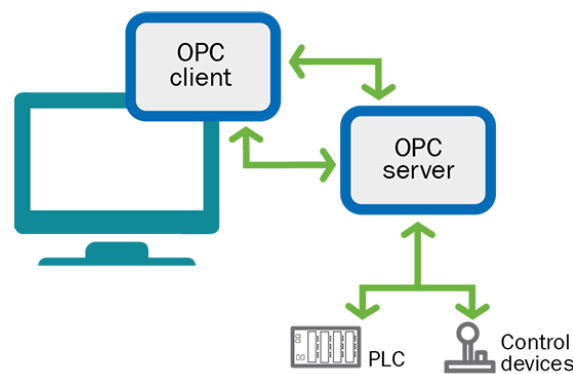 OPC
client
OPC
server
PLC
Control
devices